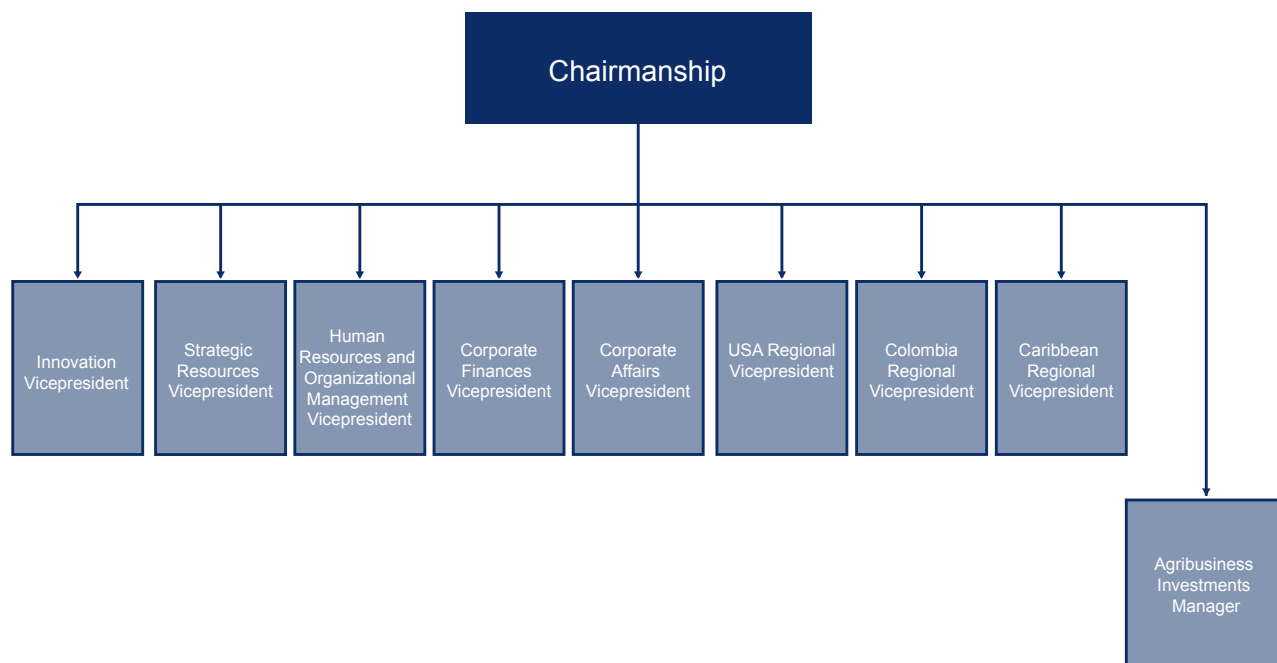 Chairmanship
Innovation
Vicepresident
Strategic
Resources
Vicepresident
Human
Resources and
Organizational
Management
Vicepresident
Corporate
Finances
Vicepresident
Corporate
Affairs
Vicepresident
USA Regional
Vicepresident
Colombia
Regional
Vicepresident
Caribbean
Regional
Vicepresident
Agribusiness
Investments
Manager